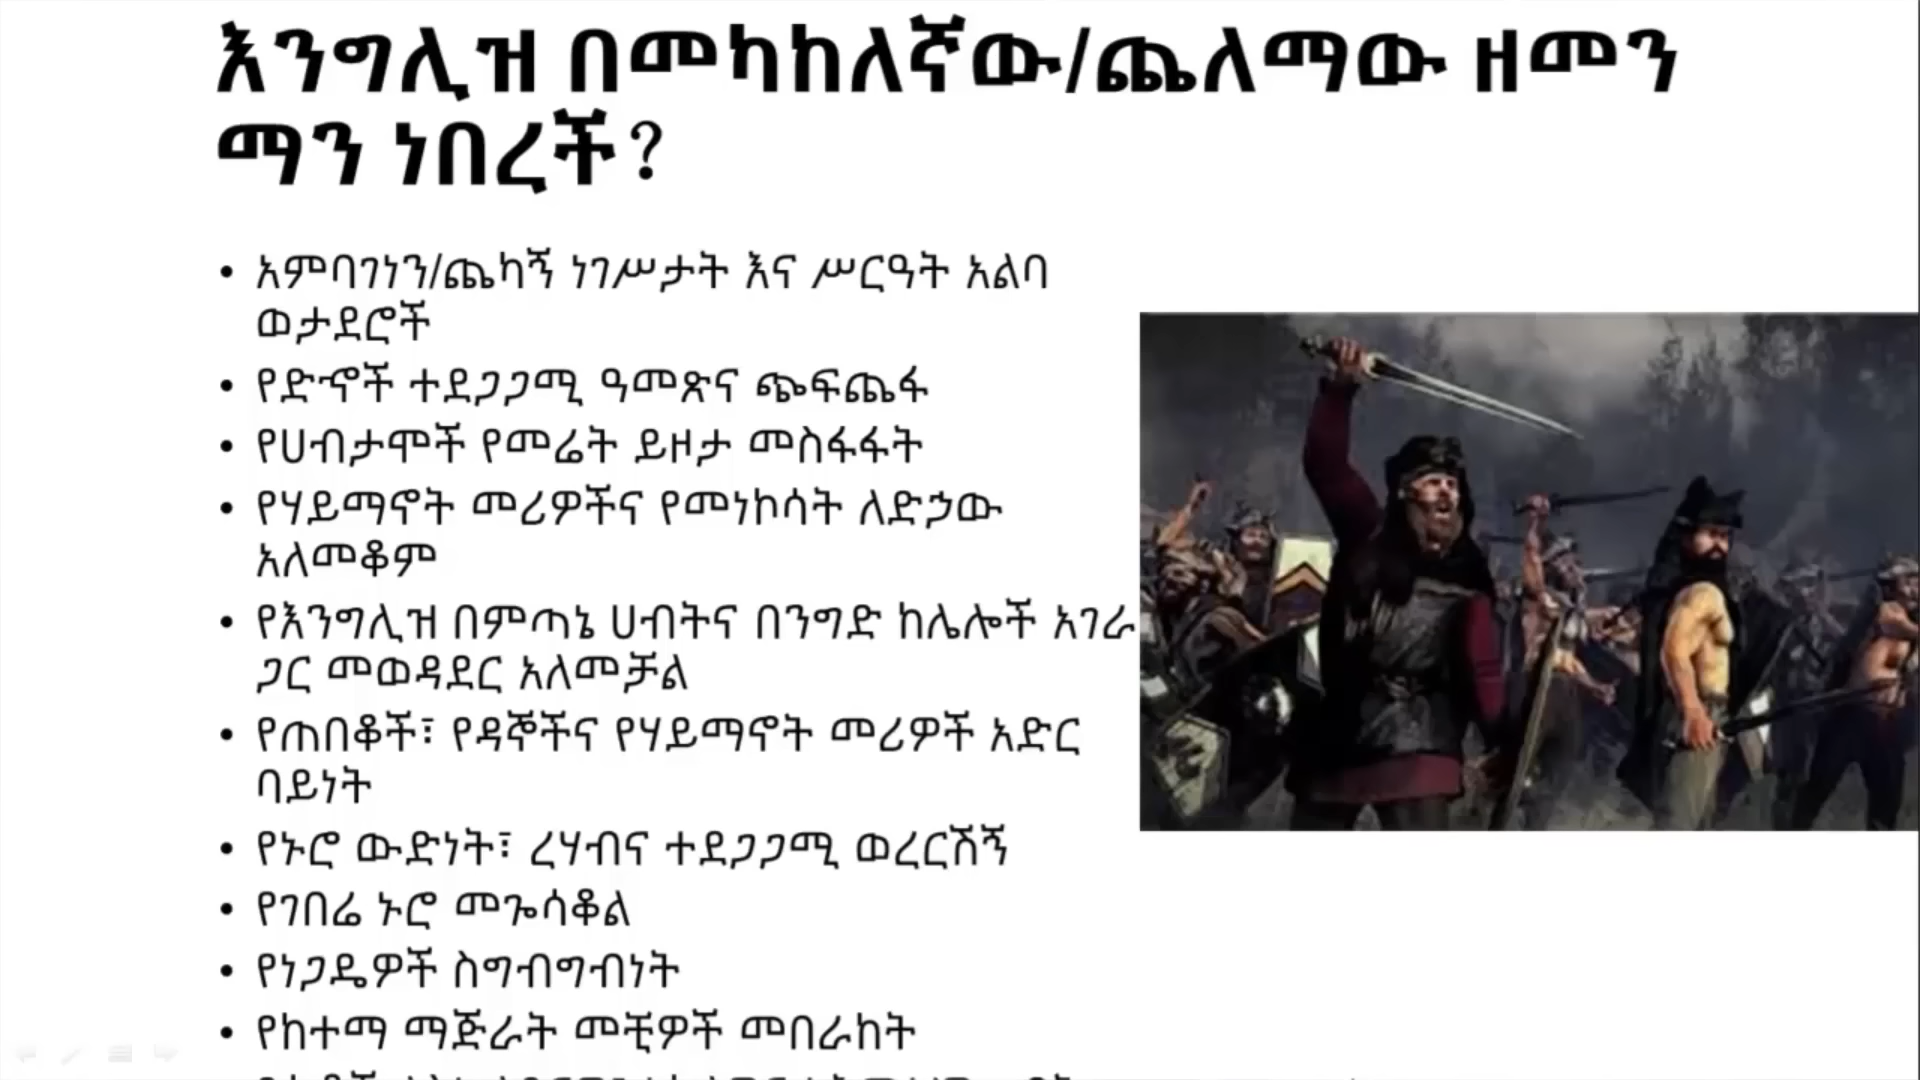 እንግሊዝ በመካከለኛው/ጨለማው ዘመን
ማን ነበረች?
• አምባገነን/ጨካኝ ነገሥታት እና ሥርዓት አልባ
ወታደሮች
• የድኆች ተደጋጋሚ ዓመጽና ጭፍጨፋ
• የሀብታሞች የመሬት ይዞታ መስፋፋት
• የሃይማኖት መሪዎችና የመነኮሳት ለድኃው
አለመቆም
• የእንግሊዝ በምጣኔ ሀብትና በንግድ ከሌሎች አገራ
ጋር መወዳደር አለመቻል
• የጠበቆች፣ የዳኞችና የሃይማኖት መሪዎች አድር
ባይነት
• የኑሮ ውድነት፣ ረሃብና ተደጋጋሚ ወረርሽኝ
• የገበሬ ኑሮ መጐሳቆል
• የነጋዴዎች ስግብግብነት
• የከተማ ማጅራት መቺዎች መበራከት